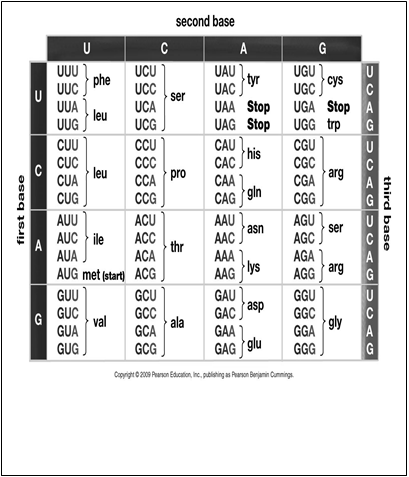 second base
U C A G
UUU UCU UAU UGU U
phe tyr cys
UUC UCC UAC UGC C
U ser
UUA UCA UAA Stop UGA Stop A
leu
UUG UCG UAG Stop UGG trp G
CUU CCU CAU CGU U
his
CUC CCC CAC CGC C
C leu pro arg
CUA CCA CAA CGA A
gln
CUG CCG CAG CGG G
first base
third base
AUU ACU AAU AGU U
asn ser
AUC ACC AAC AGC C
A ile thr
AUA ACA AAA AGA A
lys arg
AUG met (start) ACG AAG AGG G
GUU GCU GAU GGU U
asp
GUC GCC GAC GGC C
G val ala gly
GUA GCA GAA GGA A
glu
GUG GCG GAG GGG G
Copyright © 2009 Pearson Education, Inc., publishing as Pearson Benjamin Cummings.